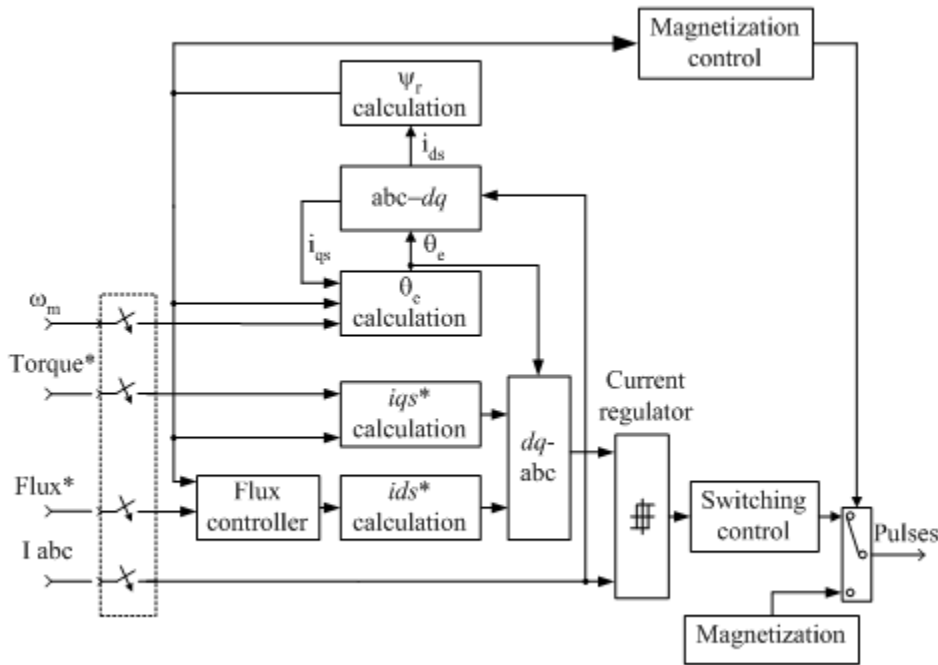 Magnetization
control
Ψr
calculation
ids
abc–dq
iqs
θe
θe
calculation
ωm
Torque*
iqs*
calculation
Current
regulator
dq-
abc
Flux*
Flux
controller
ids*
calculation
Switching
control
Pulses
I abc
Magnetization